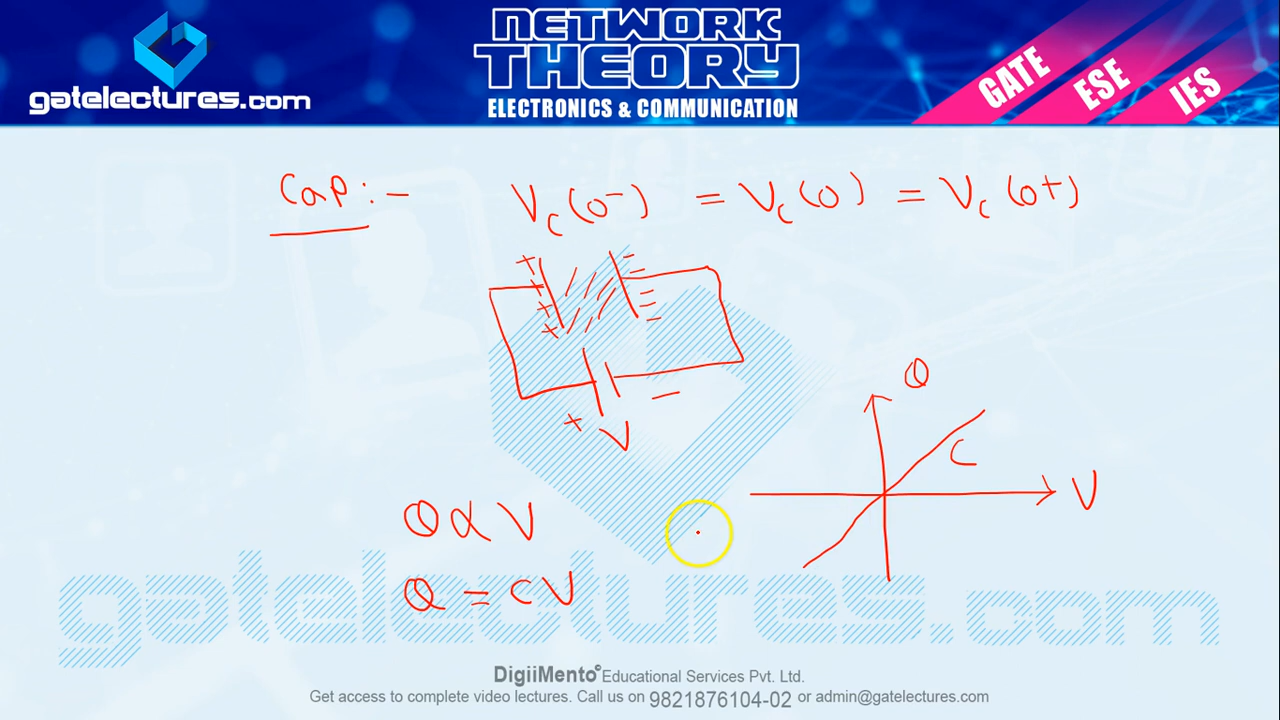 gatelectures.com
NETWORK
THEORY
ELECTRONICS & COMMUNICATION
GATE
ESE
IES
Cap:- Vc(0-) = Vc(0) = Vc(0+)
+ -
+ -
+ -
+ -
+ -
V
Q
C
V
Q ∝ V
Q = CV
gatelectures.com
DigiiMento© Educational Services Pvt. Ltd.
Get access to complete video lectures. Call us on 9821876104-02 or admin@gatelectures.com